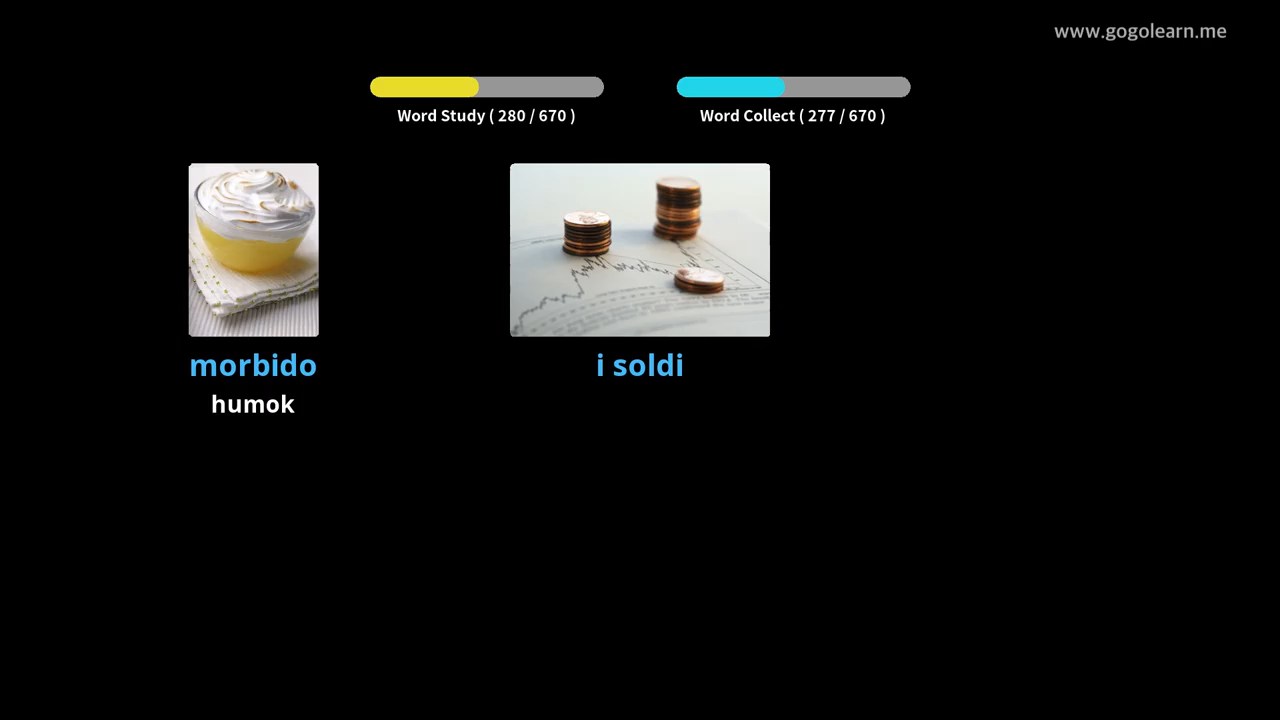 www.gogolearn.me
Word Study ( 280 / 670 )
Word Collect ( 277 / 670 )
morbido
humok
i soldi